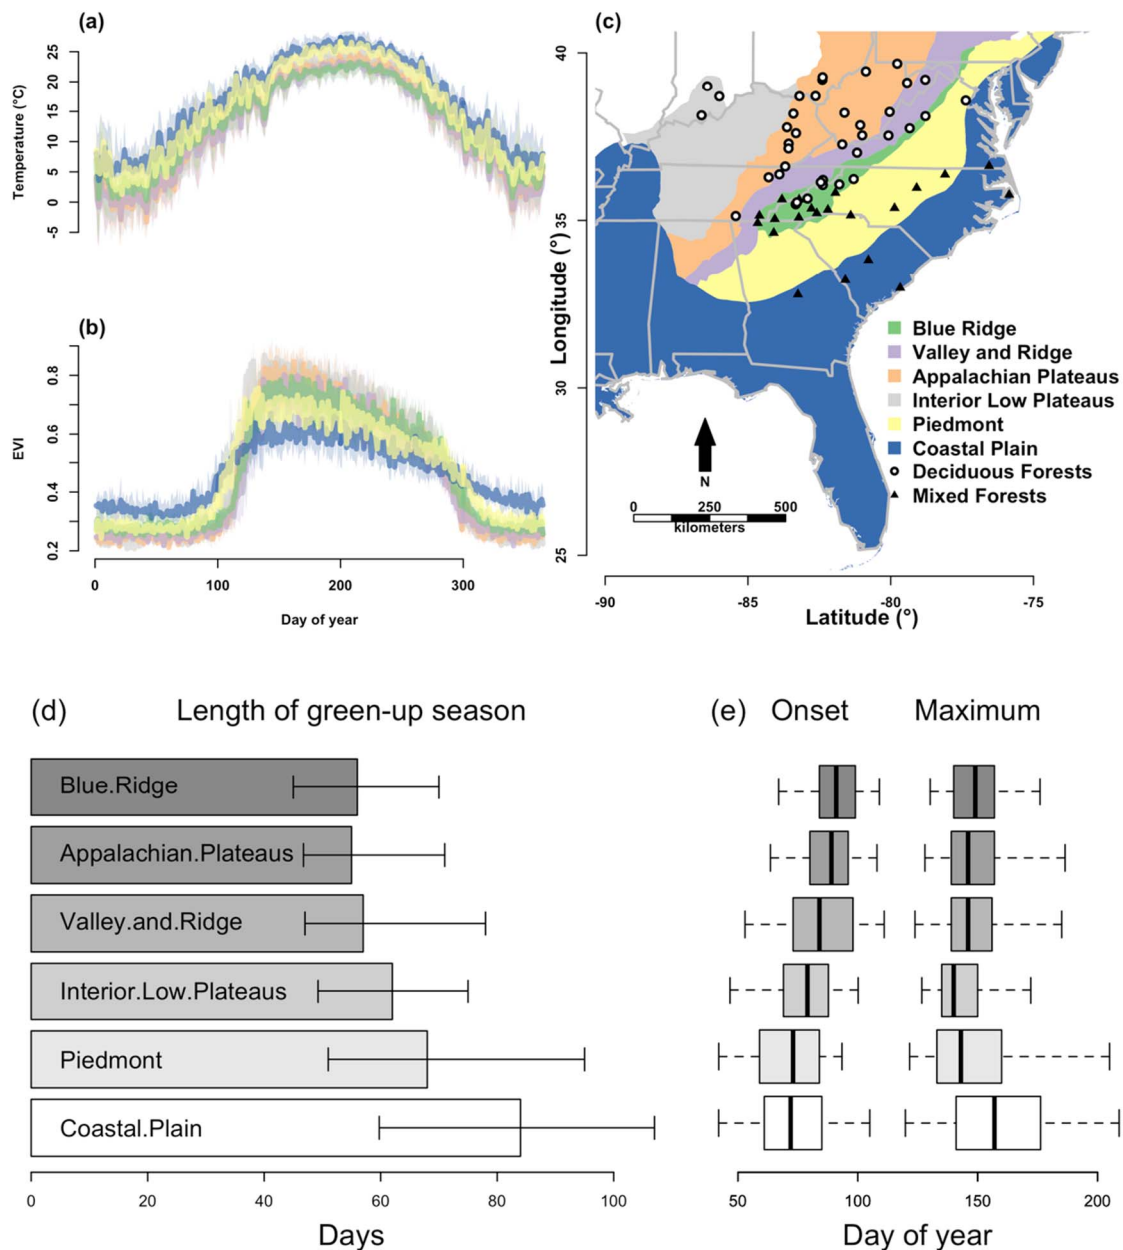 (a)
Temperature (°C)
25
20
15
10
5
0
-5
(b)
EVI
0.8
0.6
0.4
0.2
0 100 200 300
Day of year
(c)
Longitude (°)
40
35
30
25
Blue Ridge
Valley and Ridge
Appalachian Plateaus
Interior Low Plateaus
Piedmont
Coastal Plain
Deciduous Forests
Mixed Forests
N
0 250 500
kilometers
-90 -85 -80 -75
Latitude (°)
(d) Length of green-up season
Blue.Ridge
Appalachian.Plateaus
Valley.and.Ridge
Interior.Low.Plateaus
Piedmont
Coastal.Plain
0 20 40 60 80 100
Days
(e) Onset Maximum
50 100 150 200
Day of year